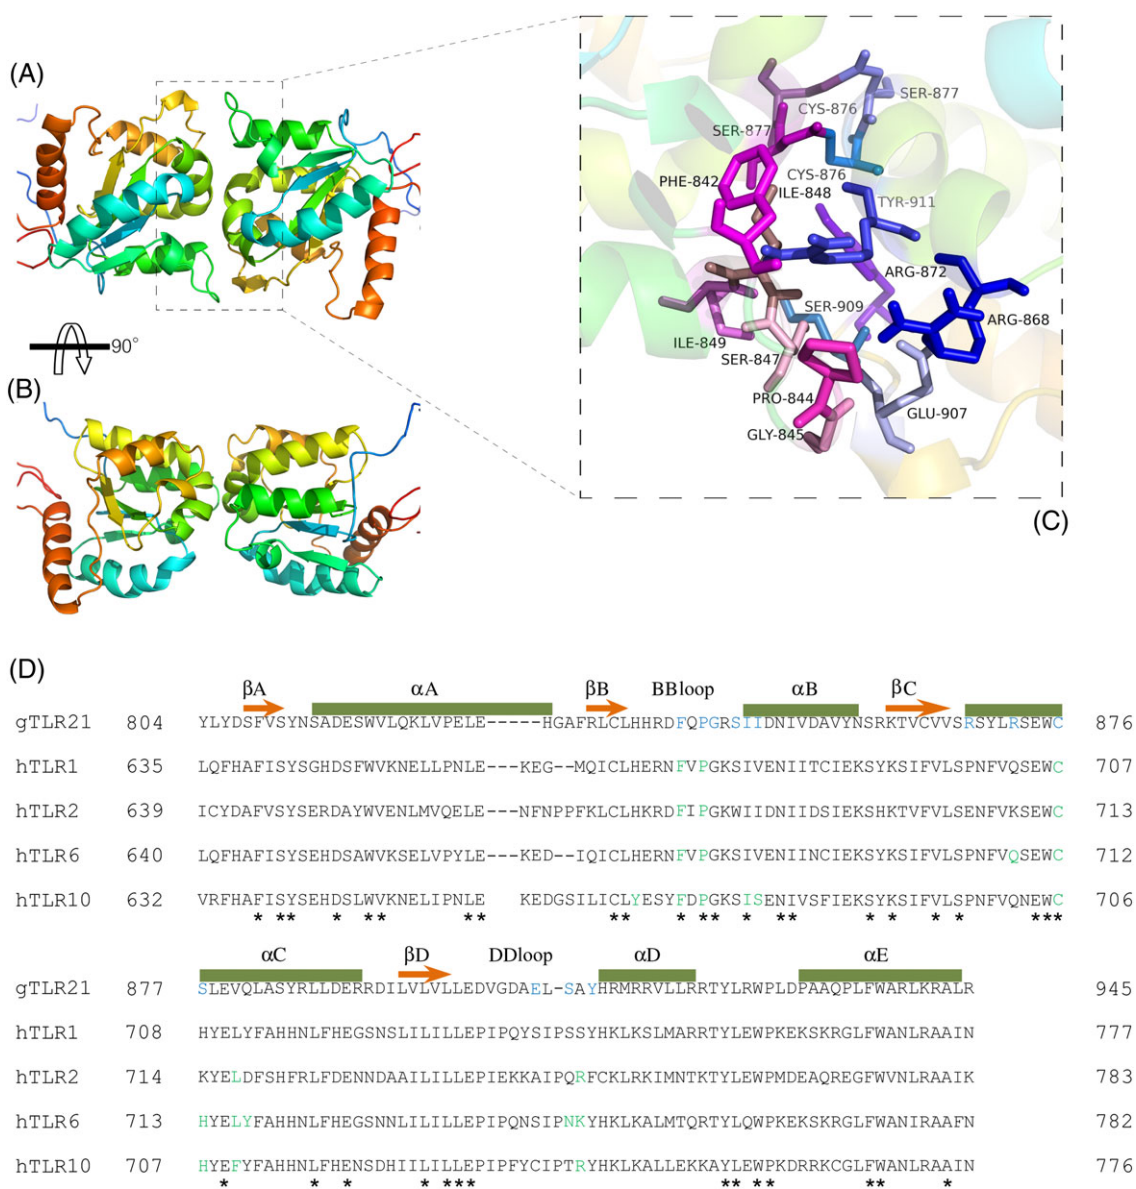 (A)
90°
(B)
SER-877
CYS-876
SER-877
CYS-876
PHE-842
ILE-848
TYR-911
ARG-872
SER-909
ARG-868
ILE-849
SER-847
PRO-844
GLU-907
GLY-845
(C)
(D)
βA αA βB BBloop αB βC
gTLR21 804 YLYDSFVSYNSADESWVLQKLVPELE-----HGAFRLCLHHRDFQPGRSIIDNIVDAVYNSRKTVCVVSRSYLRSEWC 876
hTLR1 635 LQFHAFISYSGHDSFWVKNELLPNLE---KEG--MQICLHERNFVPGKSIVENIITCIEKSYKSIFVLSPNFVQSEWC 707
hTLR2 639 ICYDAFVSYSERDAYWVENLMVQELE---NFNPPFKLCLHKRDFIPGKWIIDNIIDSIEKSHKTVFVLSPNFVKSEWC 713
hTLR6 640 LQFHAFISYSEHDSAWVKSELVPYLE---KED--IQICLHERNFVPGKSIVENIINCIEKSYKSIFVLSPNFVQSEWC 712
hTLR10 632 VRFHAFISYSEHDSLWVKNELIPNLE KEDGSILICLYESYFDPGKSISENIVSFIEKSYKSIFVLSPNFVQNEWC 706
* ** * ** ** ** * ** * ** * * * * ***
αC βD DDloop αD αE
gTLR21 877 SLEVQLASYRLLDERRDILVLVLLEDVGDAEL-SAYHRMRRVLLRRTYLRWPLDPAAQPLFWARLKRALR 945
hTLR1 708 HYELYFAHHNLFHEGSNSLILILLEPIPQYSIPSSYHKLKSLMARRTYLEWPKEKSKRGLFWANLRAAIN 777
hTLR2 714 KYELDFSHFRLFDENNDAAILILLEPIEKKAIPQRFCKLRKIMNTKTYLEWPMDEAQREGFWVNLRAAIK 783
hTLR6 713 HYELYFAHHNLFHEGSNNLILILLEPIPQNSIPNKYHKLKALMTQRTYLQWPKEKSKRGLFWANIRAAFN 782
hTLR10 707 HYEFYFAHHNLFHENSDHIILILLEPIPFYCIPTRYHKLKALLEKKAYLEWPKDRRKCGLFWANLRAAIN 776
* * * * *** ** ** ** *